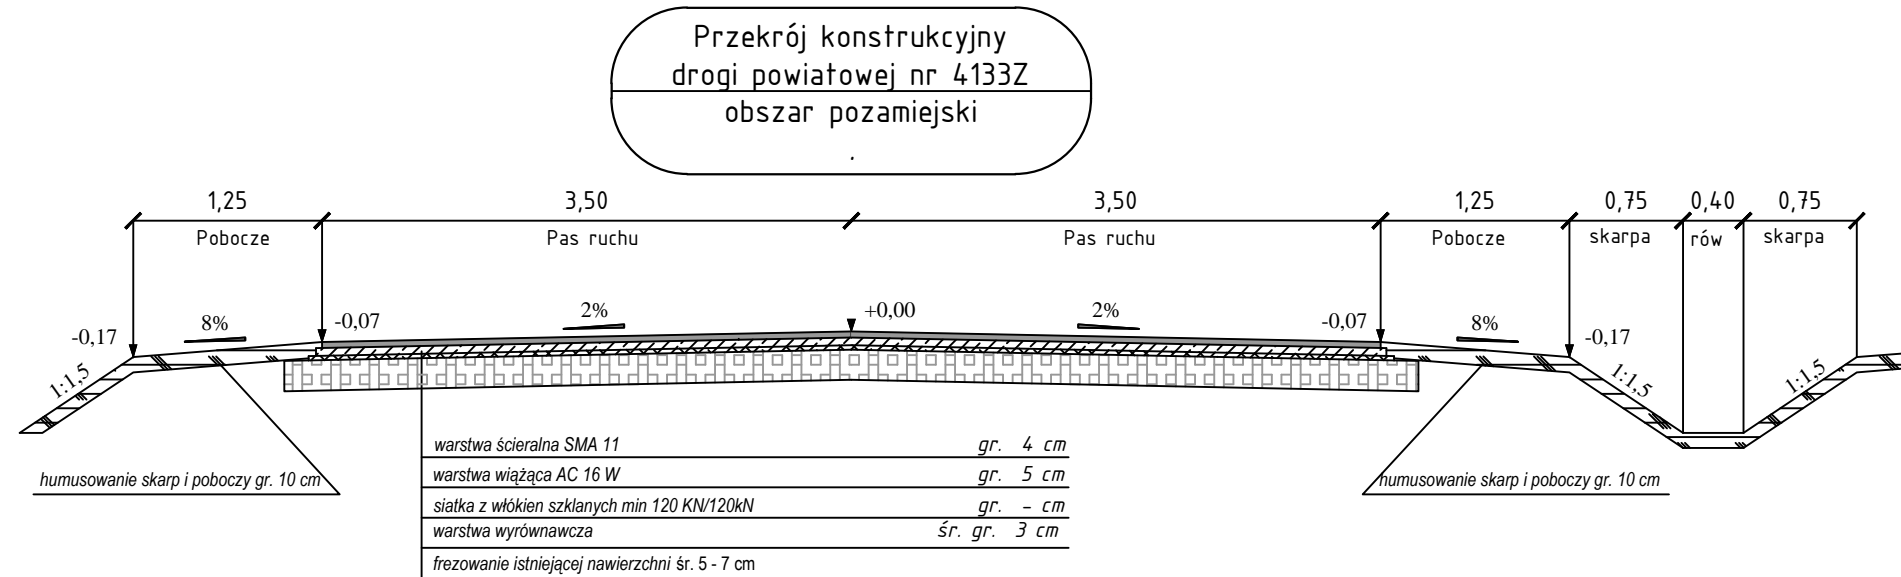 Przekrój konstrukcyjny
drogi powiatowej nr 4133Z
obszar pozamiejski
.
1,25 3,50 3,50 1,25 0,75 0,40 0,75
Pobocze Pas ruchu Pas ruchu Pobocze skarpa rów skarpa
-0,17 8% -0,07 2% +0,00 2% -0,07 8% -0,17
1:1,5 1:1,5 1:1,5
warstwa ścieralna SMA 11 gr. 4 cm
warstwa wiążąca AC 16 W gr. 5 cm
humusowanie skarp i poboczy gr. 10 cm humusowanie skarp i poboczy gr. 10 cm
siatka z włókien szklanych min 120 KN/120kN gr. - cm
warstwa wyrównawcza śr. gr. 3 cm
frezowanie istniejącej nawierzchni śr. 5 - 7 cm